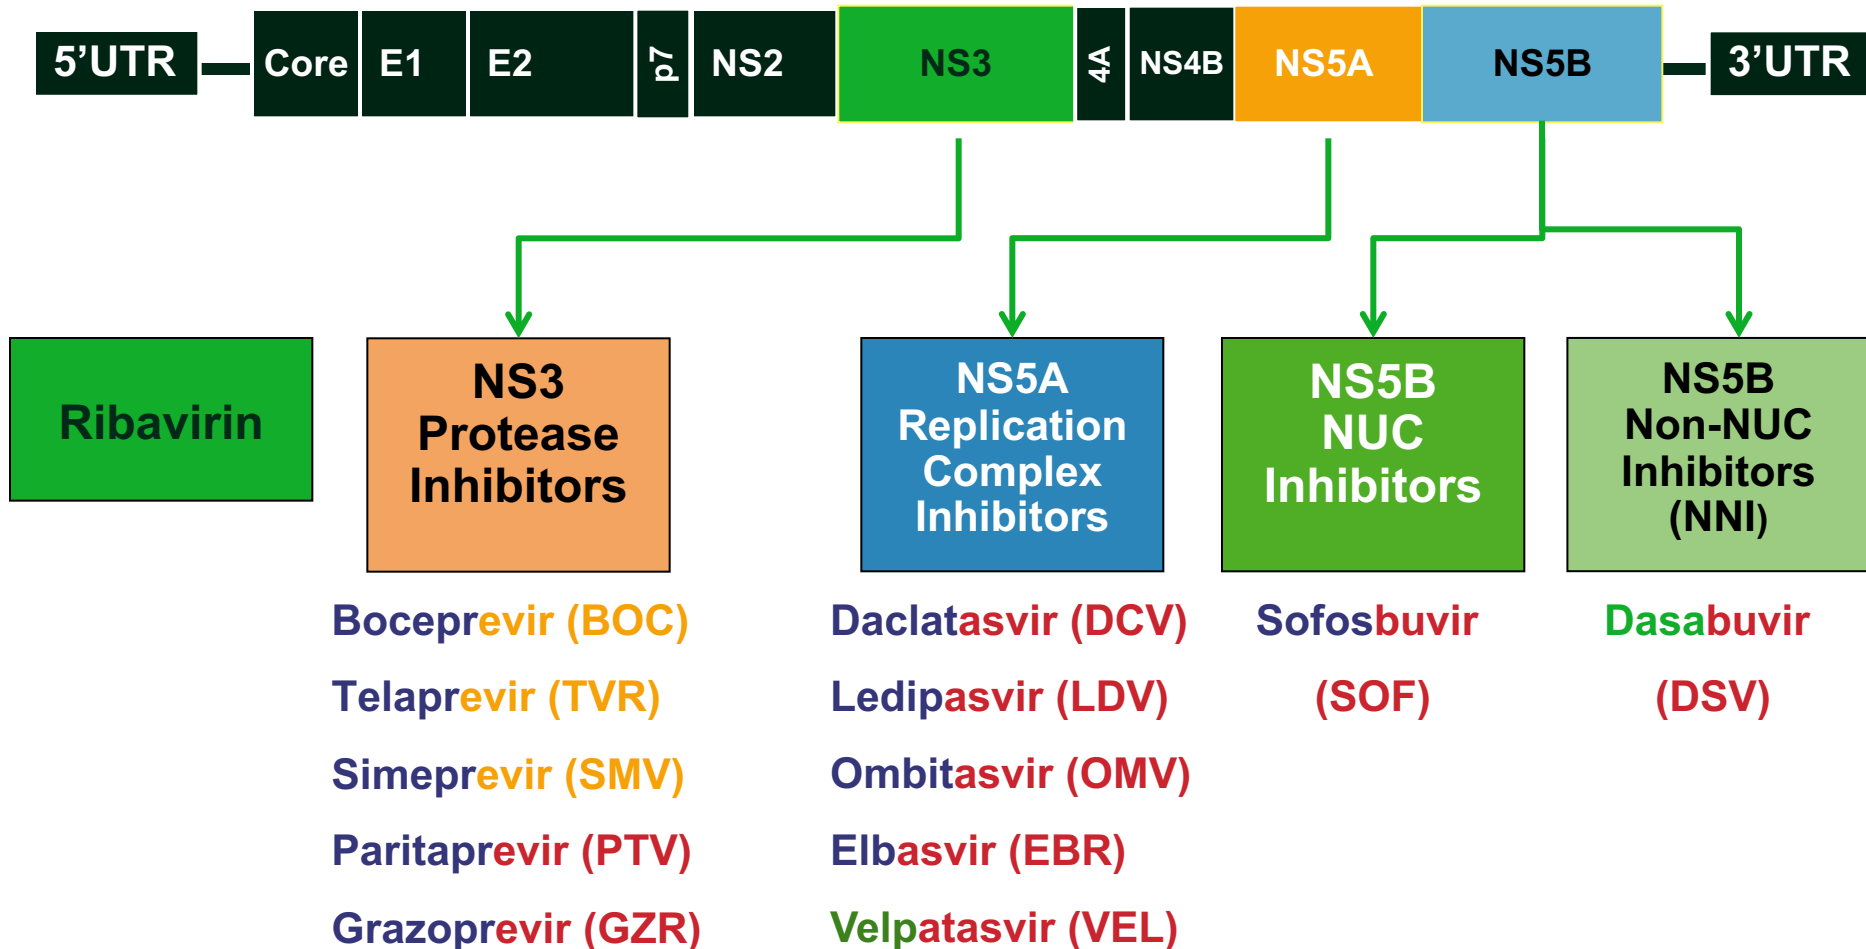 5’UTR
Core
E1
E2
p7
NS2
NS3
4A
NS4B
NS5A
NS5B
3’UTR
Ribavirin
NS3
Protease
Inhibitors
NS5A
Replication
Complex
Inhibitors
NS5B
NUC
Inhibitors
NS5B
Non-NUC
Inhibitors
(NNI)
Boceprevir (BOC)
Telaprevir (TVR)
Simeprevir (SMV)
Paritaprevir (PTV)
Grazoprevir (GZR)
Daclatasvir (DCV)
Ledipasvir (LDV)
Ombitasvir (OMV)
Elbasvir (EBR)
Velpatasvir (VEL)
Sofosbuvir
(SOF)
Dasabuvir
(DSV)